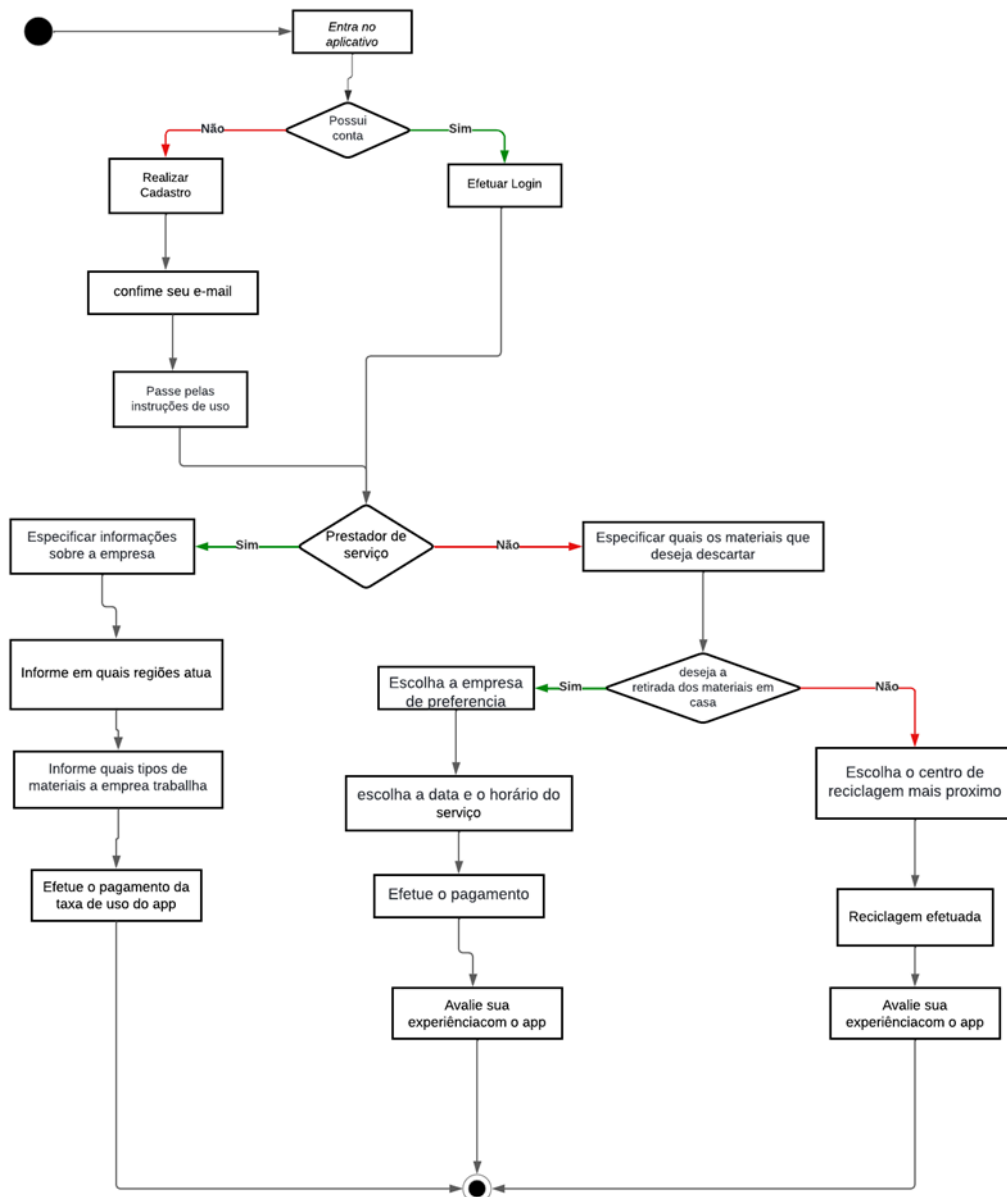 Entra no
aplicativo
Possui
conta
Não
Sim
Realizar
Cadastro
Efetuar Login
confime seu e-mail
Passe pelas
instruções de uso
Prestador de
serviço
Sim
Não
Especificar informações
sobre a empresa
Especificar quais os materiais que
deseja descartar
Informe em quais regiões atua
deseja a
retirada dos materiais em
casa
Sim
Não
Escolha a empresa
de preferencia
Informe quais tipos de
materiais a emprea traballha
escolha a data e o horário do
serviço
Escolha o centro de
reciclagem mais proximo
Efetue o pagamento da
taxa de uso do app
Efetue o pagamento
Reciclagem efetuada
Avalie sua
experiênciacom o app
Avalie sua
experiênciacom o app